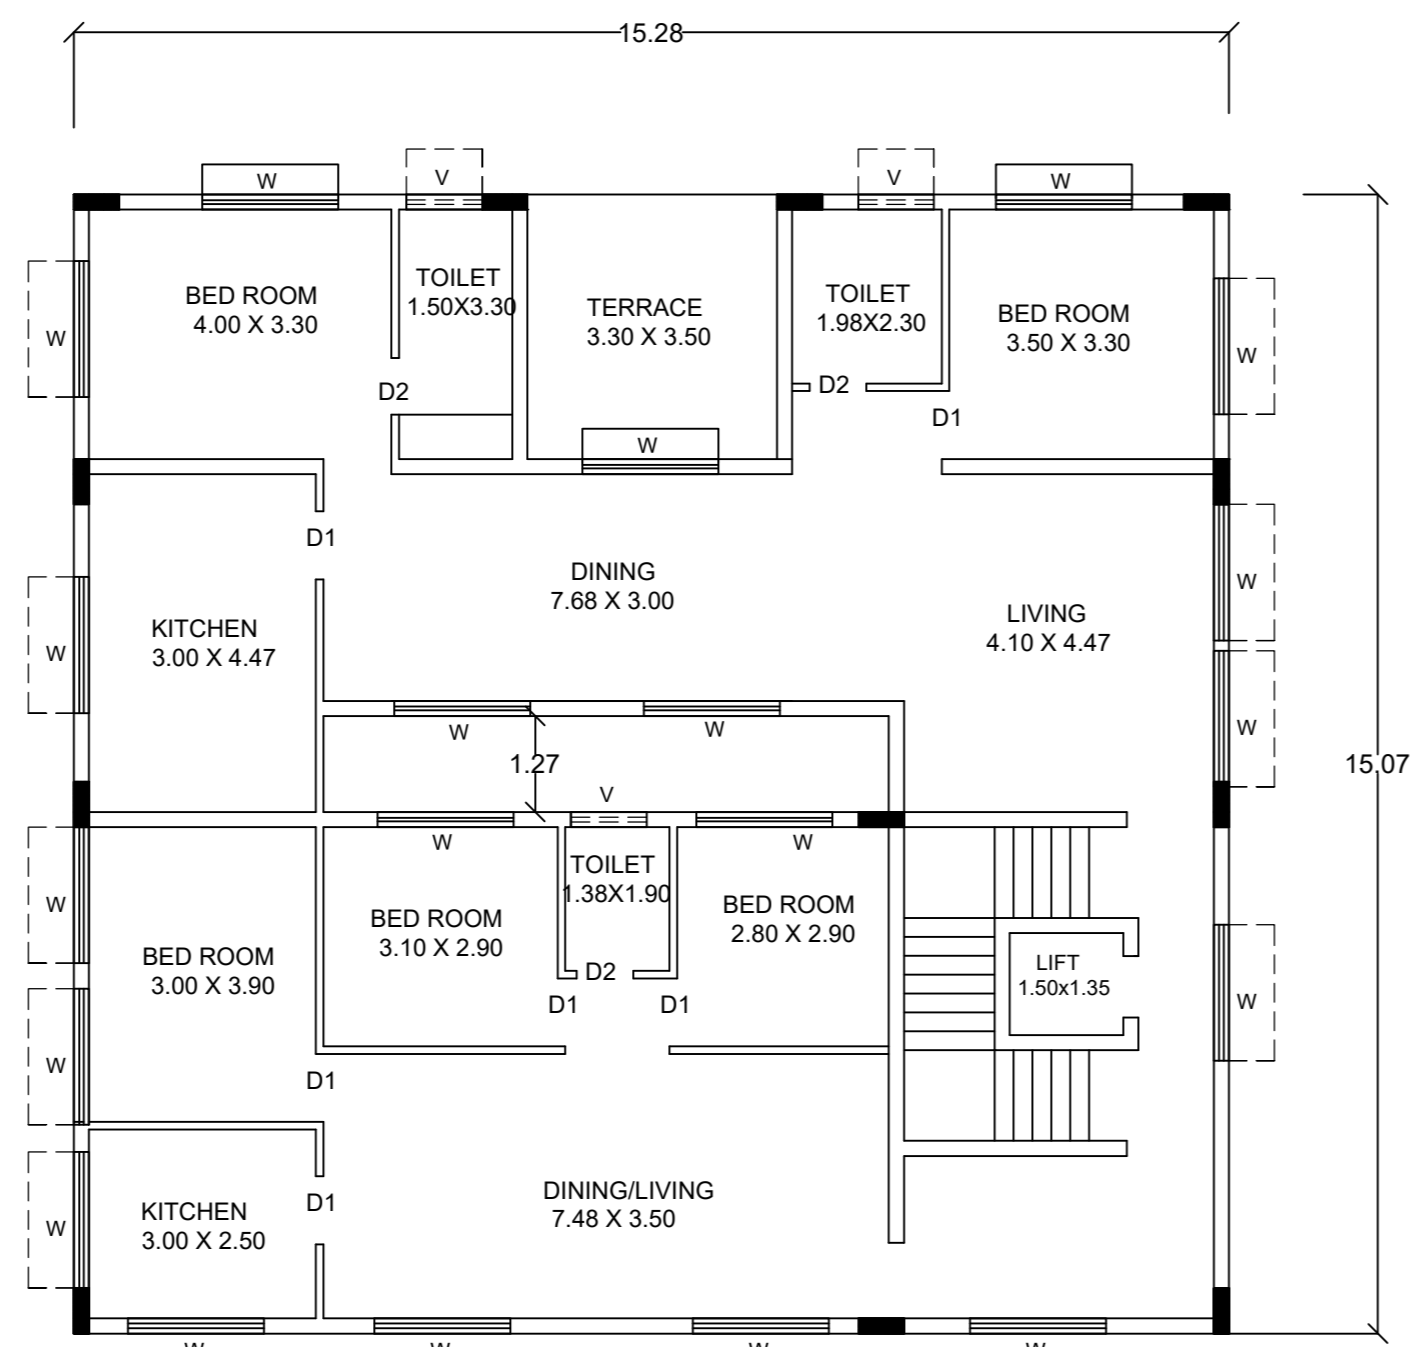 15.28
W
V
V
W
BED ROOM
4.00 X 3.30
TOILET
1.50X3.30
TERRACE
3.30 X 3.50
TOILET
1.98X2.30
BED ROOM
3.50 X 3.30
W
W
D2
D2
D1
W
D1
DINING
7.68 X 3.00
W
KITCHEN
3.00 X 4.47
LIVING
4.10 X 4.47
W
W
W
W
1.27
15.07
V
W
W
TOILET
1.38X1.90
W
BED ROOM
3.10 X 2.90
BED ROOM
2.80 X 2.90
BED ROOM
3.00 X 3.90
D2
LIFT
1.50x1.35
W
D1
D1
W
D1
D1
KITCHEN
3.00 X 2.50
DINING/LIVING
7.48 X 3.50
W
W
W
W
W